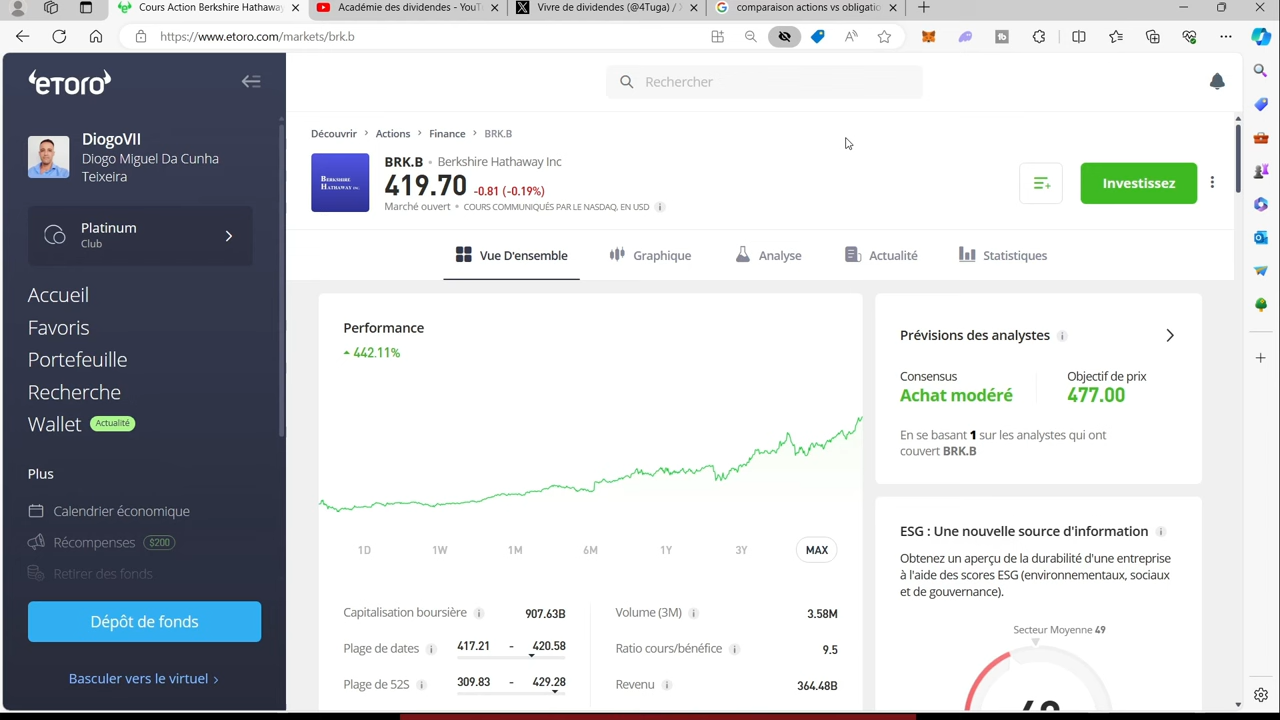 Cours Action Berkshire Hathaway
Académie des dividendes - YouT
Vivre de dividendes (@4Tuga) / X
comparaison actions vs obligatio
https://www.etoro.com/markets/brk.b
eToro
DiogoVII
Diogo Miguel Da Cunha
Teixeira
Platinum
Club
Accueil
Favoris
Portefeuille
Recherche
Wallet Actualité
Plus
Calendrier économique
Récompenses $200
Retirer des fonds
Dépôt de fonds
Basculer vers le virtuel
Rechercher
Découvrir > Actions > Finance > BRK.B
BERKSHIRE
HATHAWAY INC.
BRK.B • Berkshire Hathaway Inc
419.70 -0.81 (-0.19%)
Marché ouvert • COURS COMMUNIQUÉS PAR LE NASDAQ, EN USD
Investissez
Vue D'ensemble Graphique Analyse Actualité Statistiques
Performance
442.11%
1D 1W 1M 6M 1Y 3Y MAX
Capitalisation boursière 907.63B
Plage de dates 417.21 - 420.58
Plage de 52S 309.83 - 429.28
Volume (3M) 3.58M
Ratio cours/bénéfice 9.5
Revenu 364.48B
Prévisions des analystes
Consensus
Achat modéré
Objectif de prix
477.00
En se basant 1 sur les analystes qui ont
couvert BRK.B
ESG : Une nouvelle source d'information
Obtenez un aperçu de la durabilité d'une entreprise
à l'aide des scores ESG (environnementaux, sociaux
et de gouvernance).
Secteur Moyenne 49